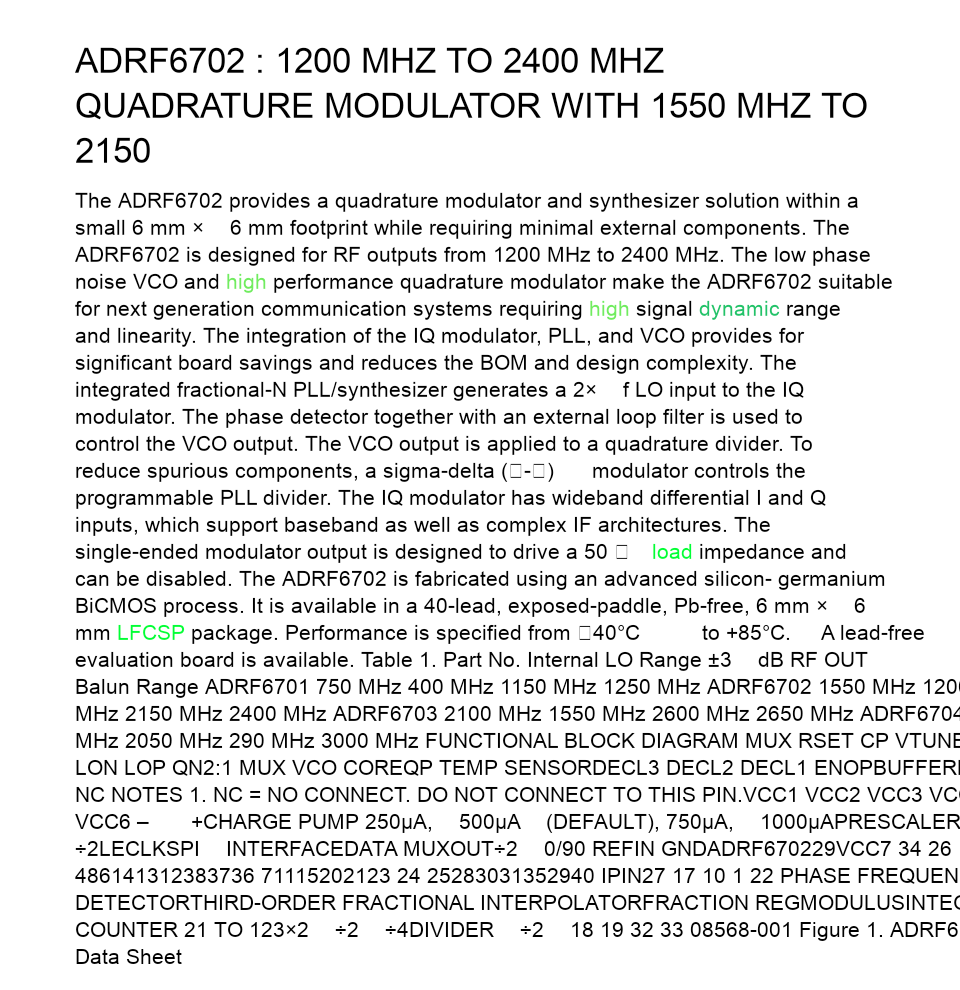 ADRF6702 : 1200 MHZ TO 2400 MHZ
QUADRATURE MODULATOR WITH 1550 MHZ TO
2150
The ADRF6702 provides a quadrature modulator and synthesizer solution within a
small 6 mm × 6 mm footprint while requiring minimal external components. The
ADRF6702 is designed for RF outputs from 1200 MHz to 2400 MHz. The low phase
noise VCO and high performance quadrature modulator make the ADRF6702 suitable
for next generation communication systems requiring high signal dynamic range
and linearity. The integration of the IQ modulator, PLL, and VCO provides for
significant board savings and reduces the BOM and design complexity. The
integrated fractional-N PLL/synthesizer generates a 2× f LO input to the IQ
modulator. The phase detector together with an external loop filter is used to
control the VCO output. The VCO output is applied to a quadrature divider. To
reduce spurious components, a sigma-delta (□-□) modulator controls the
programmable PLL divider. The IQ modulator has wideband differential I and Q
inputs, which support baseband as well as complex IF architectures. The
single-ended modulator output is designed to drive a 50 □ load impedance and
can be disabled. The ADRF6702 is fabricated using an advanced silicon- germanium
BiCMOS process. It is available in a 40-lead, exposed-paddle, Pb-free, 6 mm × 6
mm LFCSP package. Performance is specified from □40°C to +85°C. A lead-free
evaluation board is available. Table 1. Part No. Internal LO Range ±3 dB RF OUT
Balun Range ADRF6701 750 MHz 400 MHz 1150 MHz 1250 MHz ADRF6702 1550 MHz 120
MHz 2150 MHz 2400 MHz ADRF6703 2100 MHz 1550 MHz 2600 MHz 2650 MHz ADRF6704
MHz 2050 MHz 290 MHz 3000 MHz FUNCTIONAL BLOCK DIAGRAM MUX RSET CP VTUNE
LON LOP QN2:1 MUX VCO COREQP TEMP SENSORDECL3 DECL2 DECL1 ENOPBUFFER
NC NOTES 1. NC = NO CONNECT. DO NOT CONNECT TO THIS PIN.VCC1 VCC2 VCC3 VC
VCC6 – +CHARGE PUMP 250µA, 500µA (DEFAULT), 750µA, 1000µAPRESCALER
÷2LECLKSPI INTERFACEDATA MUXOUT÷2 0/90 REFIN GNDADRF670229VCC7 34 26
486141312383736 71115202123 24 25283031352940 IPIN27 17 10 1 22 PHASE FREQUEN
DETECTORTHIRD-ORDER FRACTIONAL INTERPOLATORFRACTION REGMODULUSINTE
COUNTER 21 TO 123×2 ÷2 ÷4DIVIDER ÷2 18 19 32 33 08568-001 Figure 1. ADRF6
Data Sheet